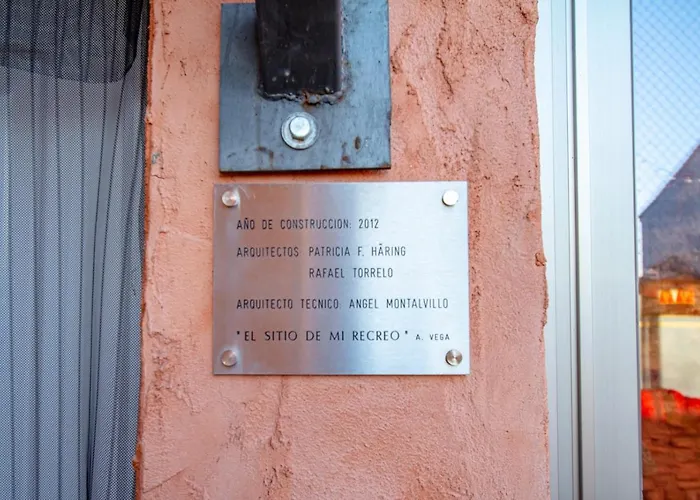 AÑO DE CONSTRUCCION: 2012
ARQUITECTOS: PATRICIA F. HÄRING
RAFAEL TORRELO
ARQUITECTO TECNICO: ANGEL MONTALVILLO
"EL SITIO DE MI RECREO" A. VEGA